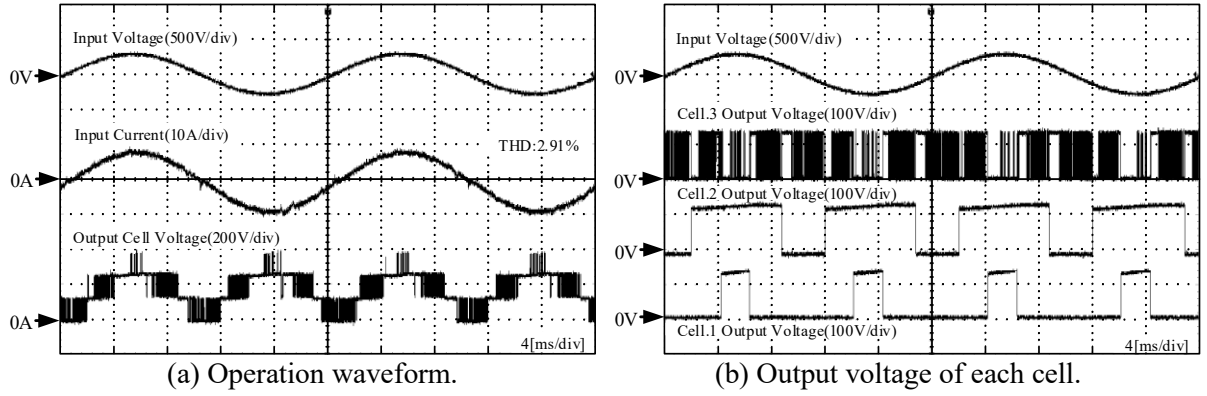 Input Voltage(500V/div)
0V
Input Current(10A/div)
THD:2.91%
0A
Output Cell Voltage(200V/div)
0A
4[ms/div]
(a) Operation waveform.
Input Voltage(500V/div)
0V
Cell.3 Output Voltage(100V/div)
0V
Cell.2 Output Voltage(100V/div)
0V
0V
Cell.1 Output Voltage(100V/div)
4[ms/div]
(b) Output voltage of each cell.